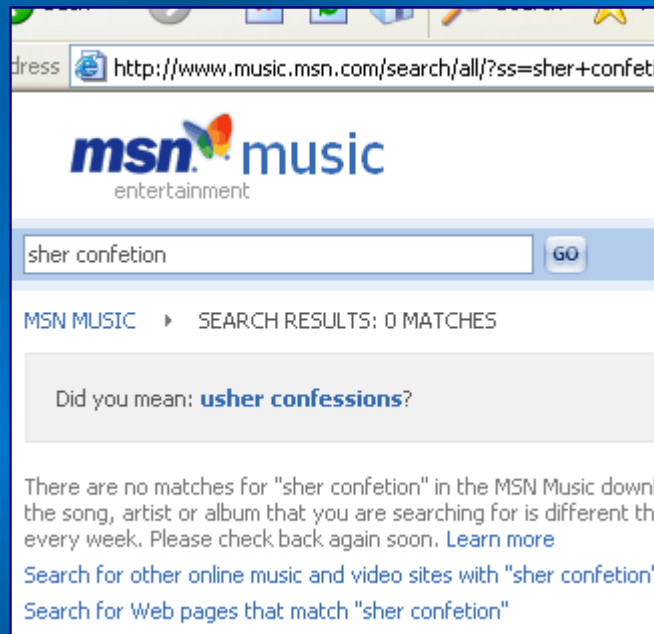 dress http://www.music.msn.com/search/all/?ss=sher+confeti
msn music
entertainment
sher confetion GO
MSN MUSIC SEARCH RESULTS: 0 MATCHES
Did you mean: usher confessions?
There are no matches for "sher confetion" in the MSN Music downl
the song, artist or album that you are searching for is different th
every week. Please check back again soon. Learn more
Search for other online music and video sites with "sher confetion"
Search for Web pages that match "sher confetion"